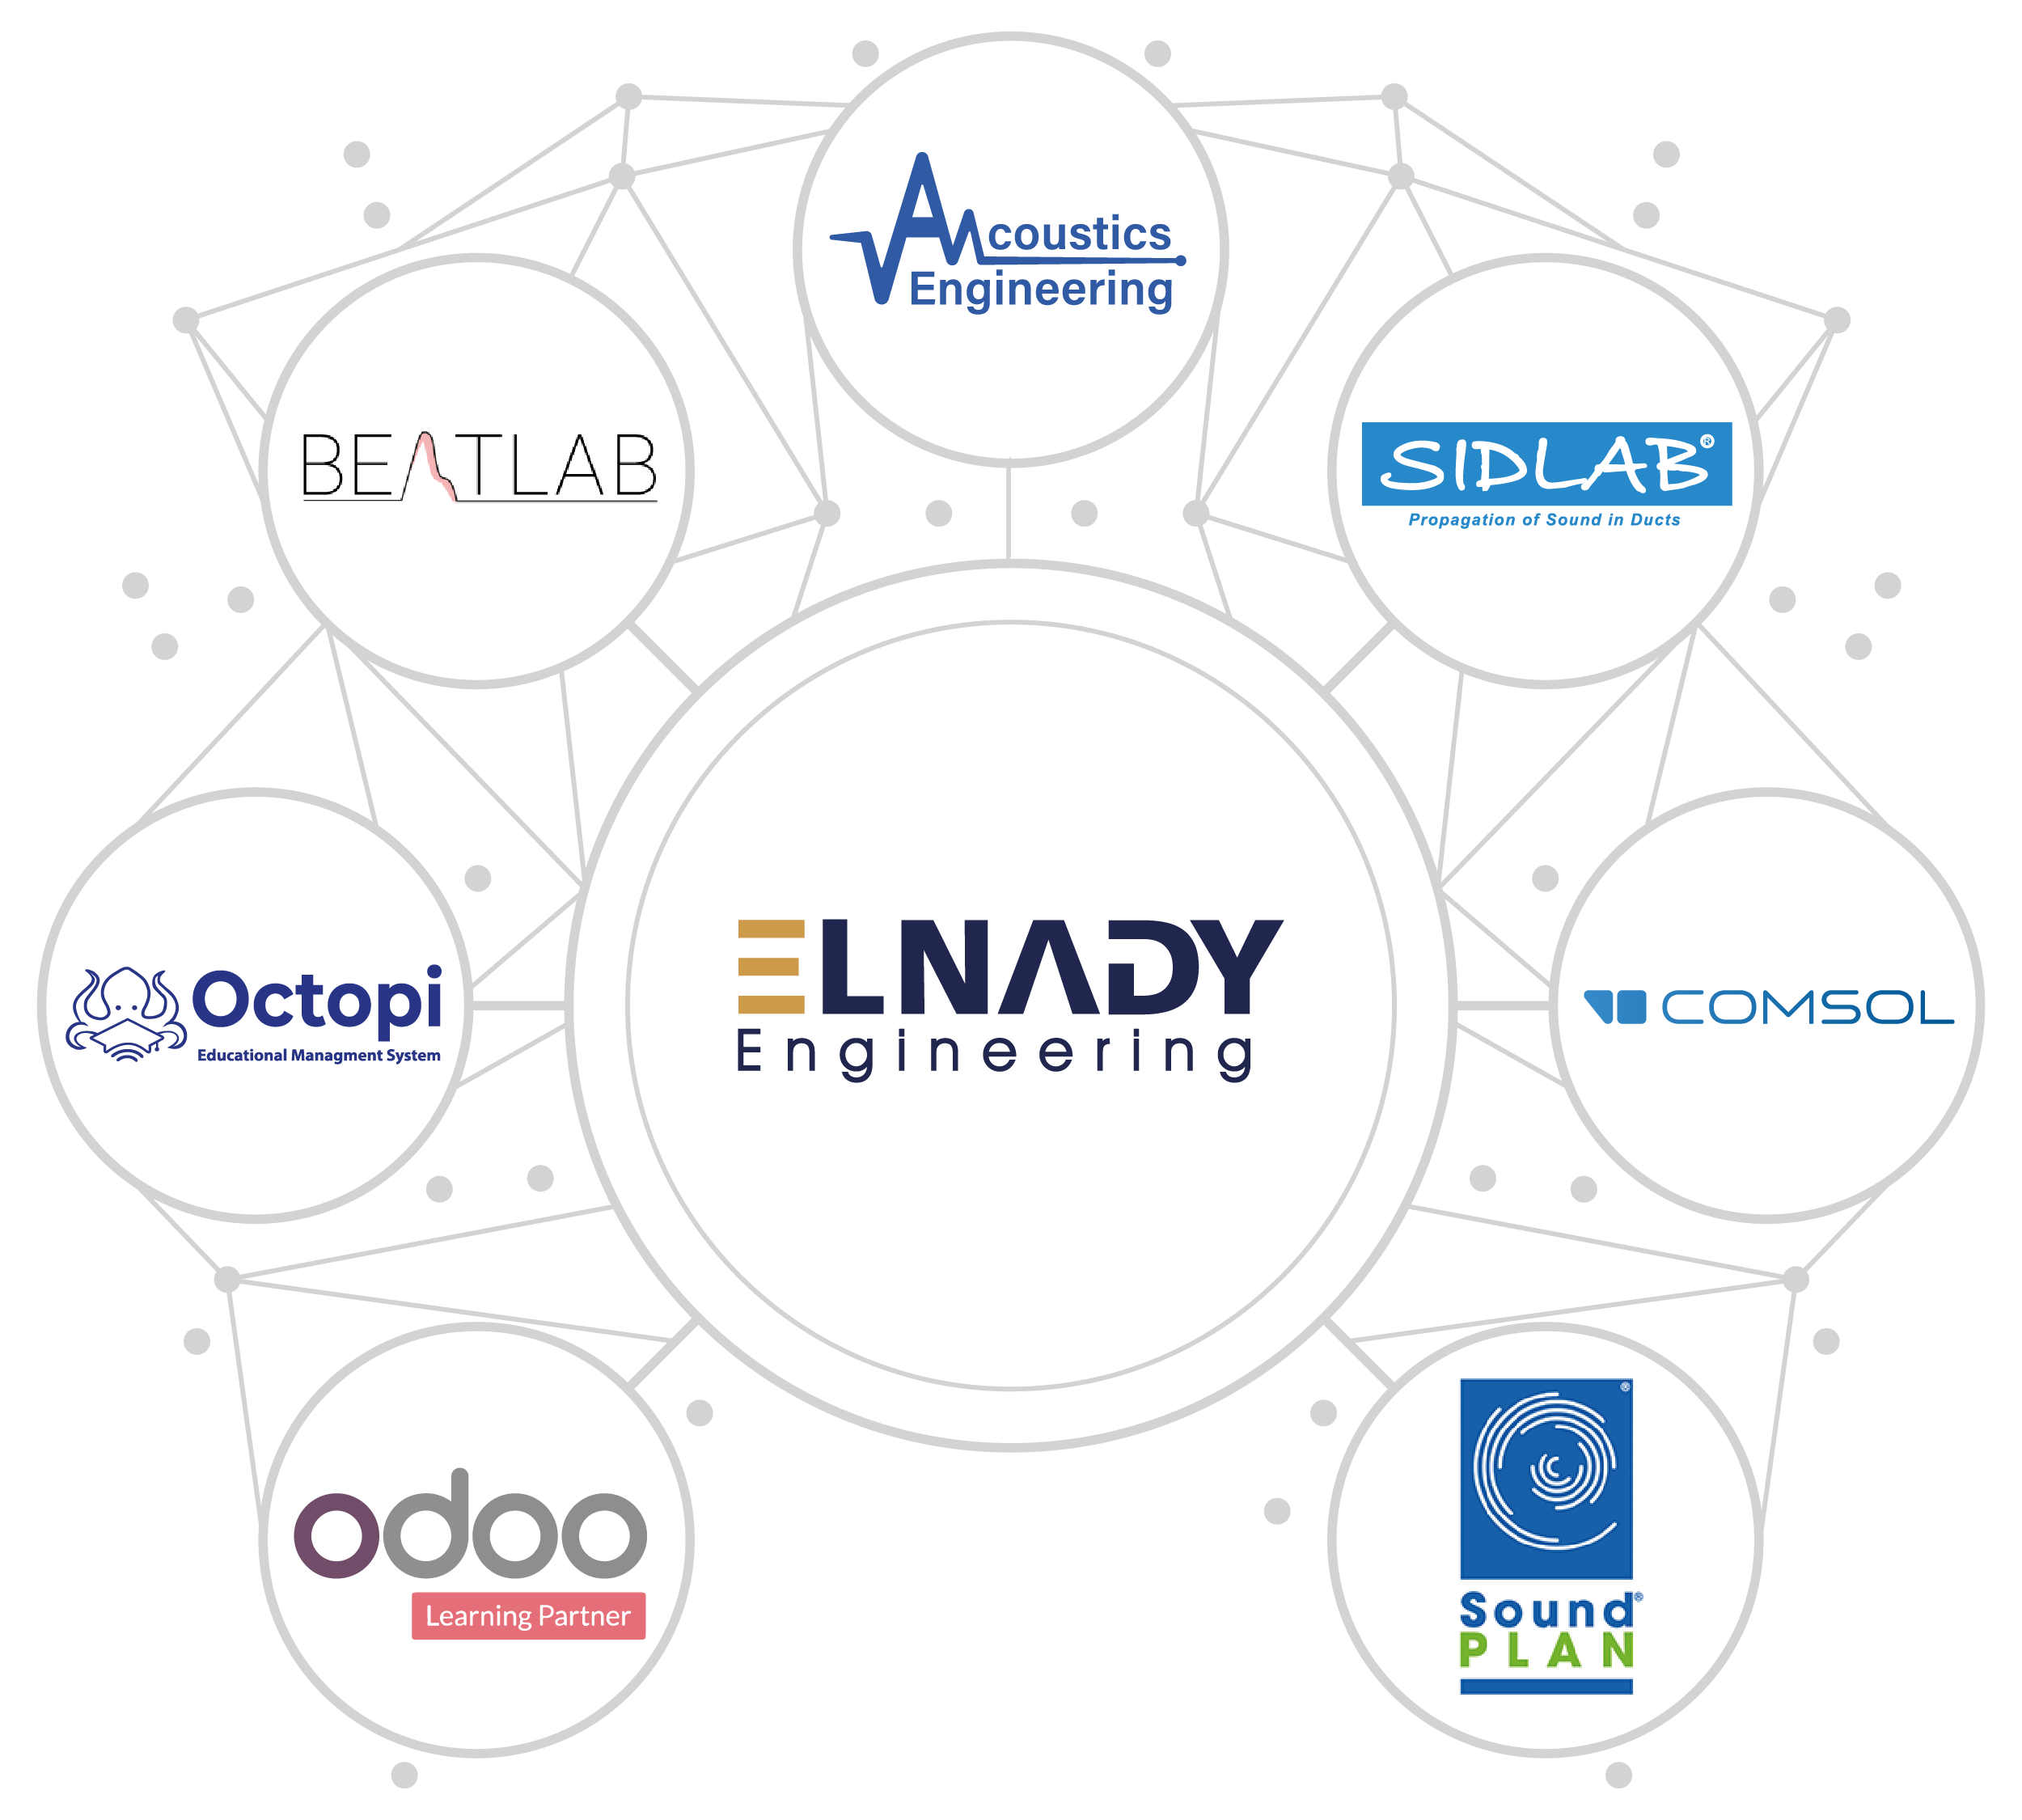 Acoustics
Engineering
BEATLAB
SIDLAB®
Propagation of Sound in Ducts
ELNADY
Engineering
Octopi
Educational Managment System
COMSOL
odoo
Learning Partner
®
Sound®
PLAN